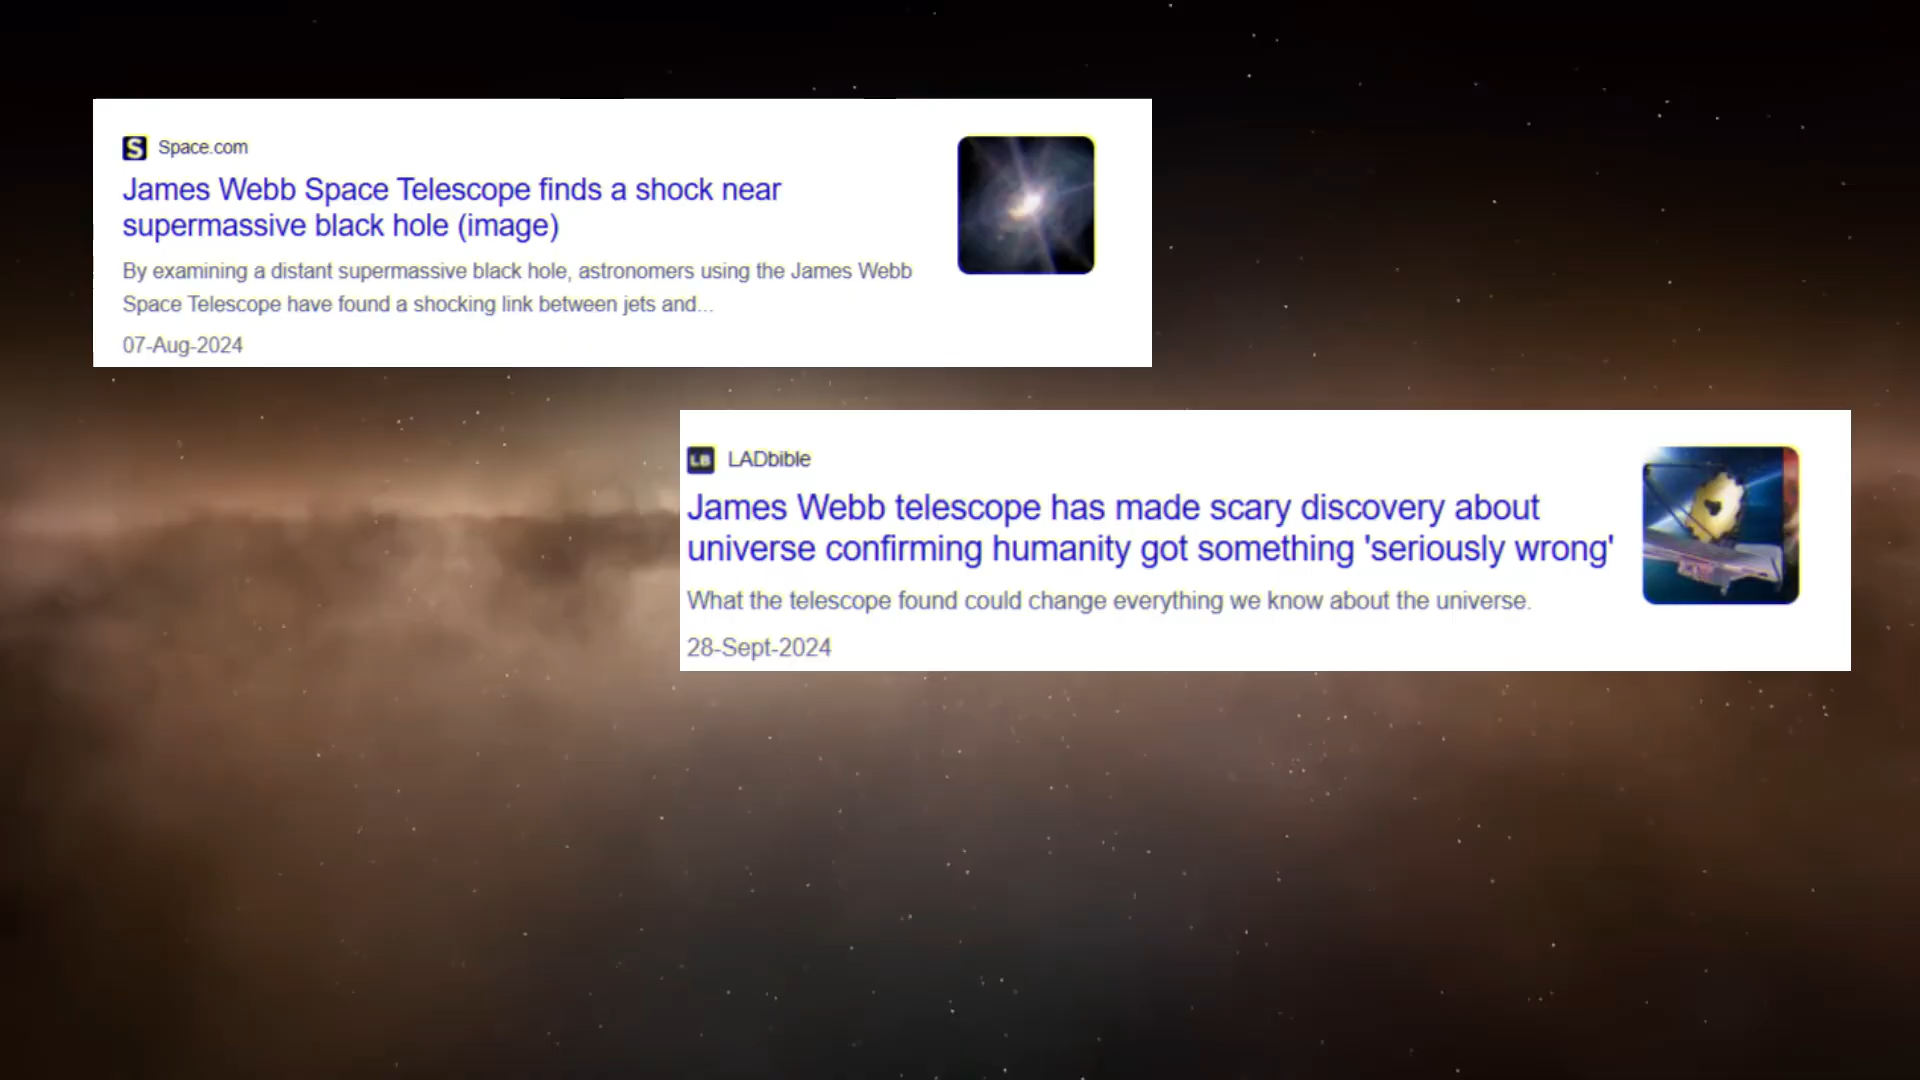 S Space.com
James Webb Space Telescope finds a shock near
supermassive black hole (image)
By examining a distant supermassive black hole, astronomers using the James Webb
Space Telescope have found a shocking link between jets and...
07-Aug-2024
LB LADbible
James Webb telescope has made scary discovery about
universe confirming humanity got something 'seriously wrong'
What the telescope found could change everything we know about the universe.
28-Sept-2024